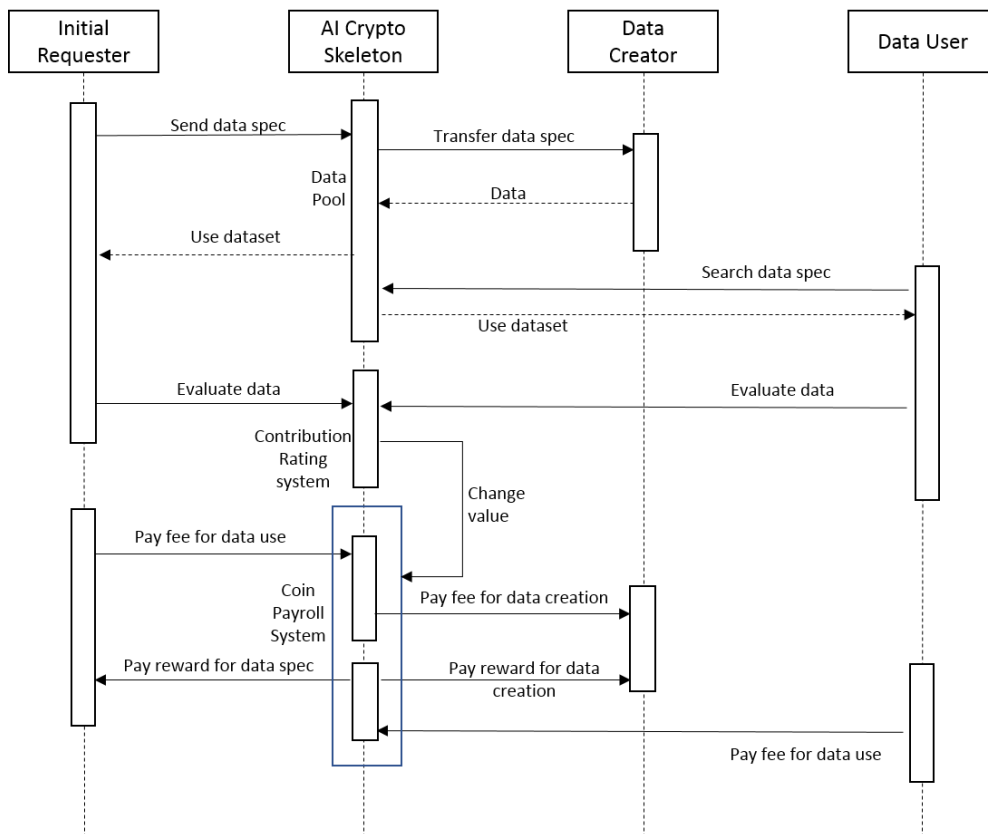 Initial
Requester
AI Crypto
Skeleton
Data
Creator
Data User
Send data spec
Transfer data spec
Data
Pool
Data
Use dataset
Search data spec
Use dataset
Evaluate data
Evaluate data
Contribution
Rating
system
Change
value
Pay fee for data use
Coin
Payroll
System
Pay fee for data creation
Pay reward for data spec
Pay reward for data
creation
Pay fee for data use